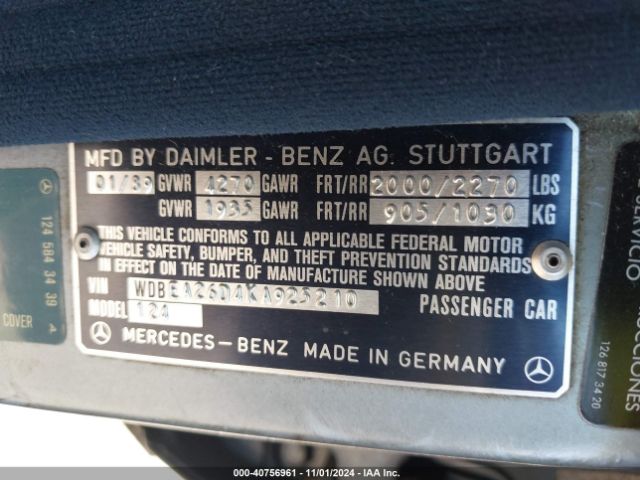 MFD BY DAIMLER - BENZ AG. STUTTGART
01/89 GVWR 4270 GAWR FRT/RR 2000/2270 LBS
GVWR 1935 GAWR FRT/RR 905/1030 KG
THIS VEHICLE CONFORMS TO ALL APPLICABLE FEDERAL MOTOR
VEHICLE SAFETY, BUMPER, AND THEFT PREVENTION STANDARDS
IN EFFECT ON THE DATE OF MANUFACTURE SHOWN ABOVE
VIN WDBEA26D4KA925210
MODEL 124 PASSENGER CAR
MERCEDES-BENZ MADE IN GERMANY
124 584 34 39 A
COVER
126 817 34 20
000-40756961 - 11/01/2024 - IAA Inc.